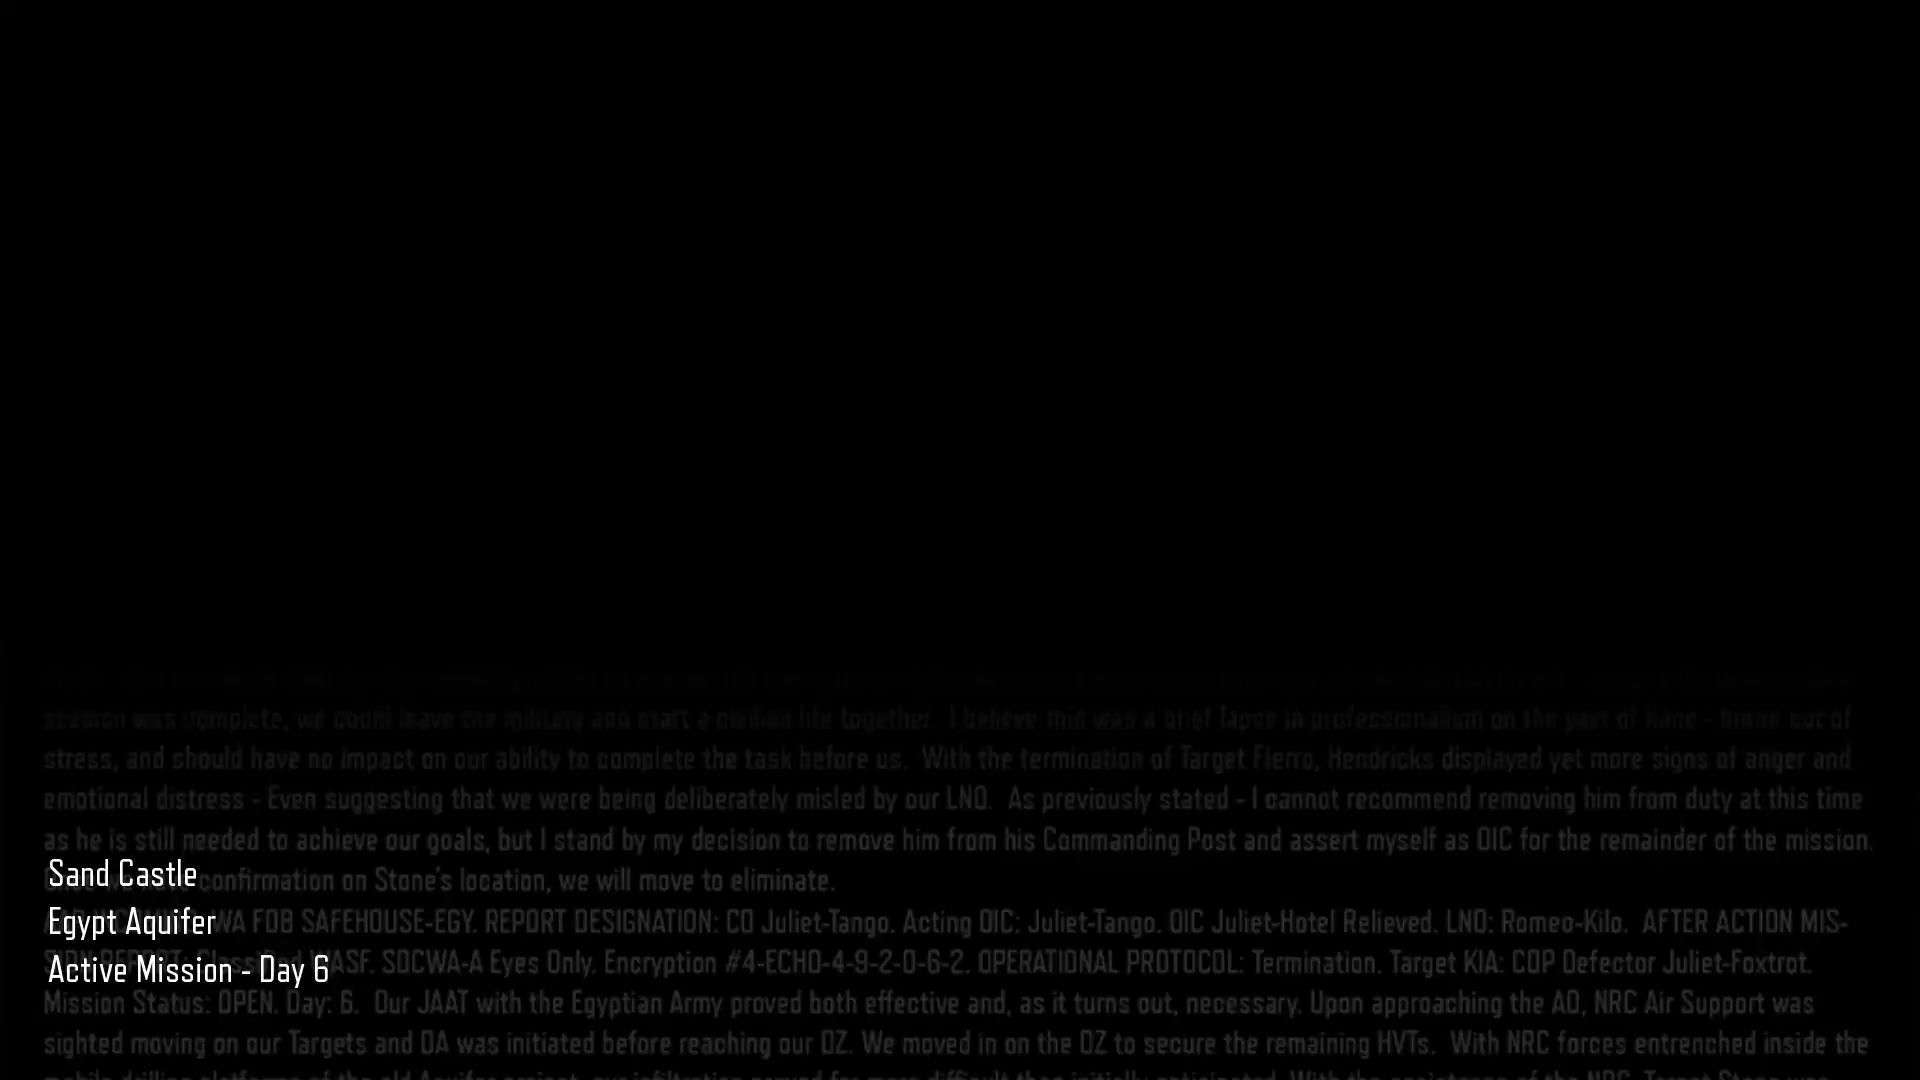 was complete, we could leave the military and start a civilian life together. I believe this was a brief lapse in professionalism on the part of Kane - borne out of
stress, and should have no impact on our ability to complete the task before us. With the termination of Target Fierro, Hendricks displayed yet more signs of anger and
emotional distress - Even suggesting that we were being deliberately misled by our LNO. As previously stated - I cannot recommend removing him from duty at this time
as he is still needed to achieve our goals, but I stand by my decision to remove him from his Commanding Post and assert myself as OIC for the remainder of the mission.
Sand Castle
confirmation on Stone's location, we will move to eliminate.
Egypt Aquifer
WA FOB SAFEHOUSE-EGY. REPORT DESIGNATION: CO Juliet-Tango. Acting OIC: Juliet-Tango. OIC Juliet-Hotel Relieved. LNO: Romeo-Kilo. AFTER ACTION MIS-
Active Mission - Day 6
WASF. SOCWA-A Eyes Only. Encryption #4-ECHO-4-9-2-0-6-2. OPERATIONAL PROTOCOL: Termination. Target KIA: COP Defector Juliet-Foxtrot.
Mission Status: OPEN. Day: 6. Our JAAT with the Egyptian Army proved both effective and, as it turns out, necessary. Upon approaching the AO, NRC Air Support was
sighted moving on our Targets and DA was initiated before reaching our DZ. We moved in on the DZ to secure the remaining HVTs. With NRC forces entrenched inside the